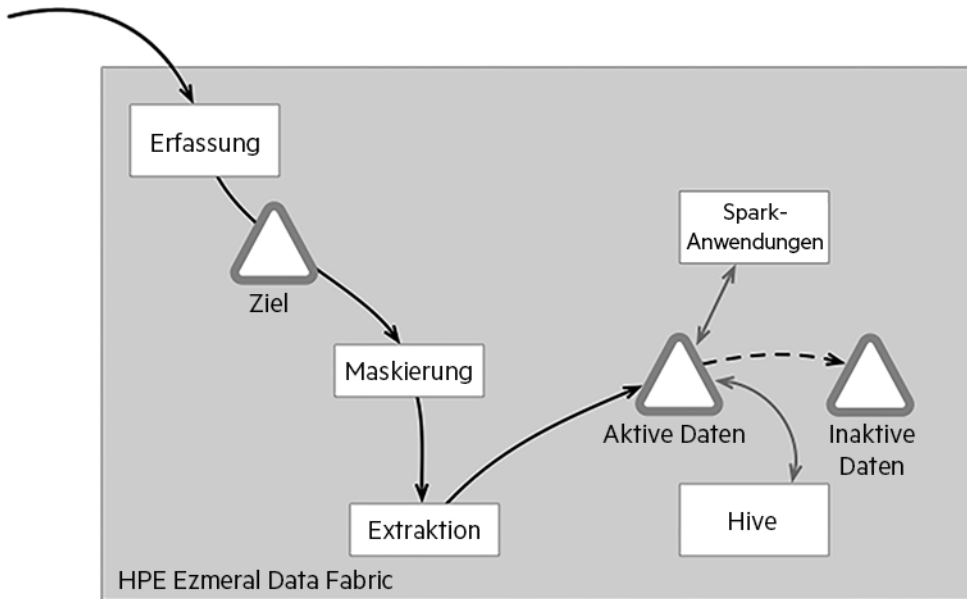 Erfassung
Ziel
Maskierung
Extraktion
Spark-
Anwendungen
Aktive Daten
Inaktive
Daten
Hive
HPE Ezmeral Data Fabric